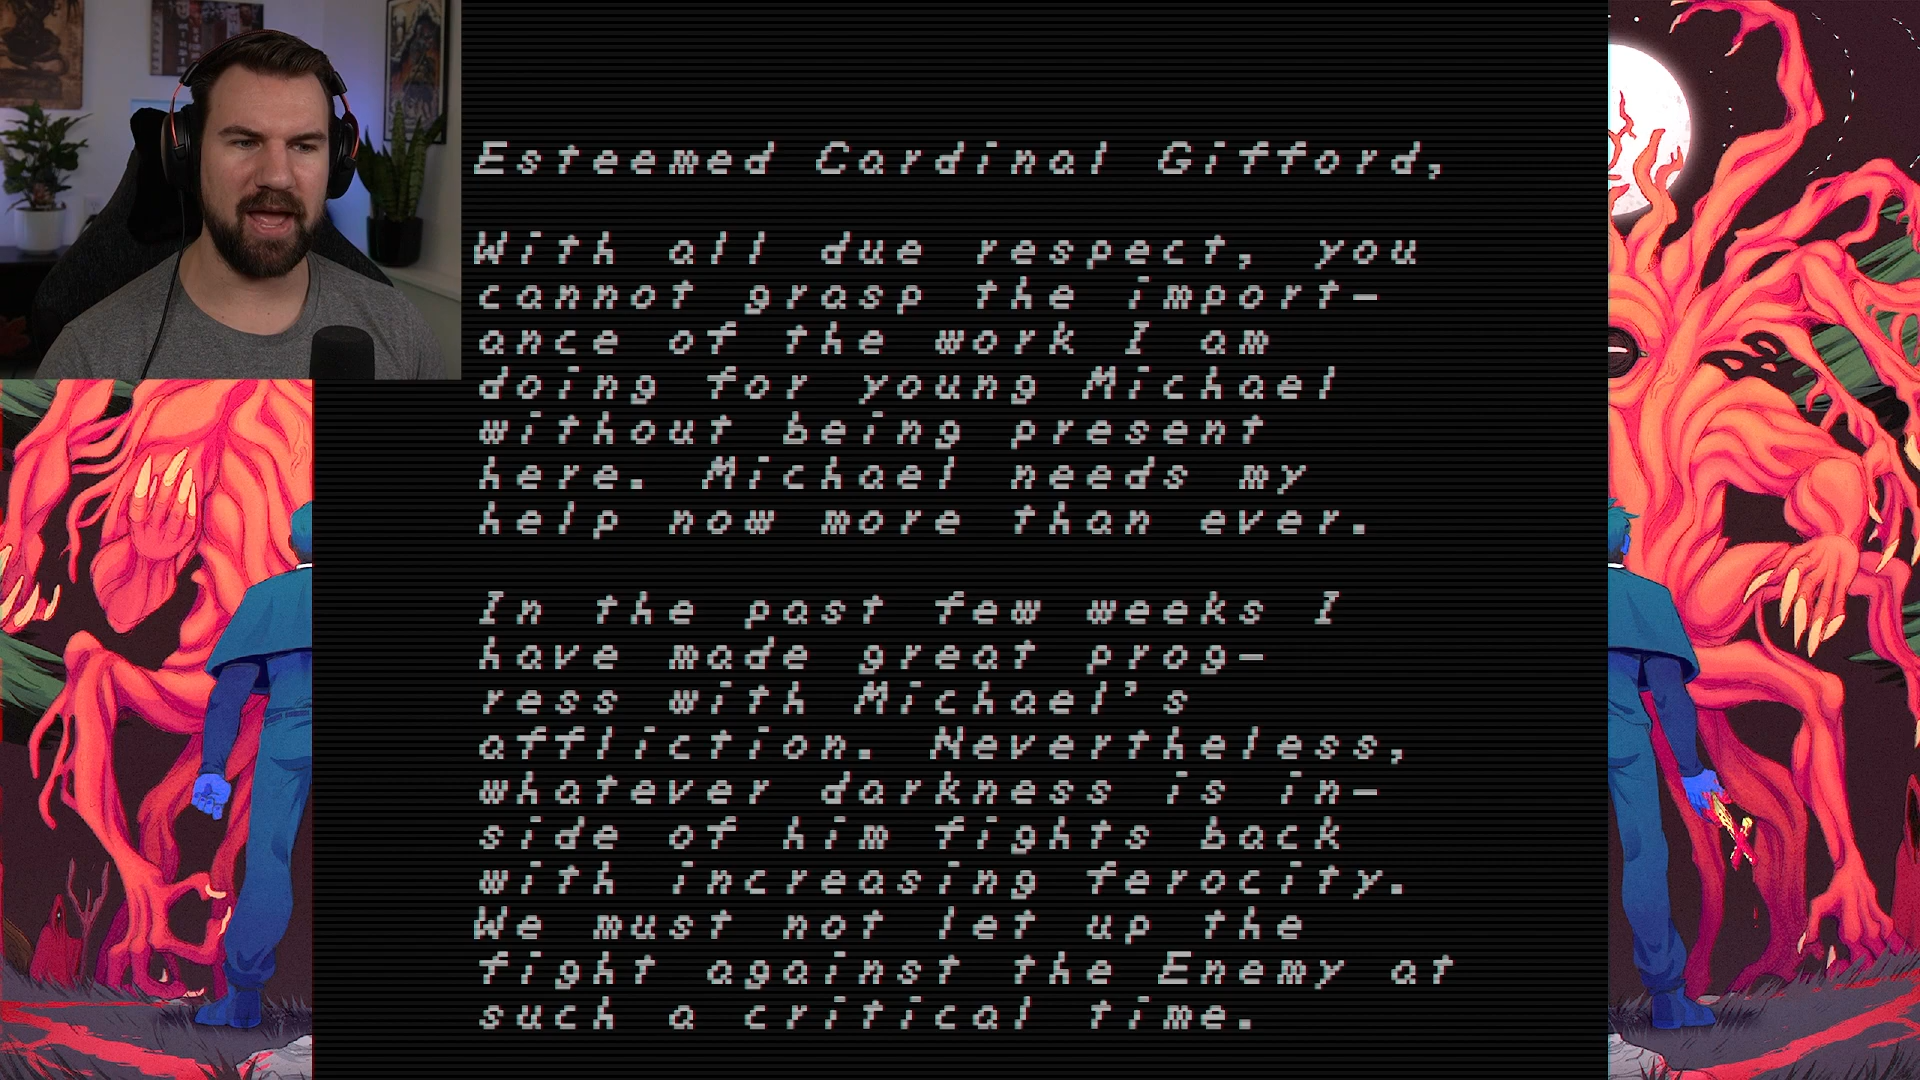 Esteemed Cardinal Gifford,
With all due respect, you
cannot grasp the import-
ance of the work I am
doing for young Michael
without being present
here. Michael needs my
help now more than ever.
In the past few weeks I
have made great prog-
ress with Michael's
affliction. Nevertheless,
whatever darkness is in-
side of him fights back
with increasing ferocity.
We must not let up the
fight against the Enemy at
such a critical time.